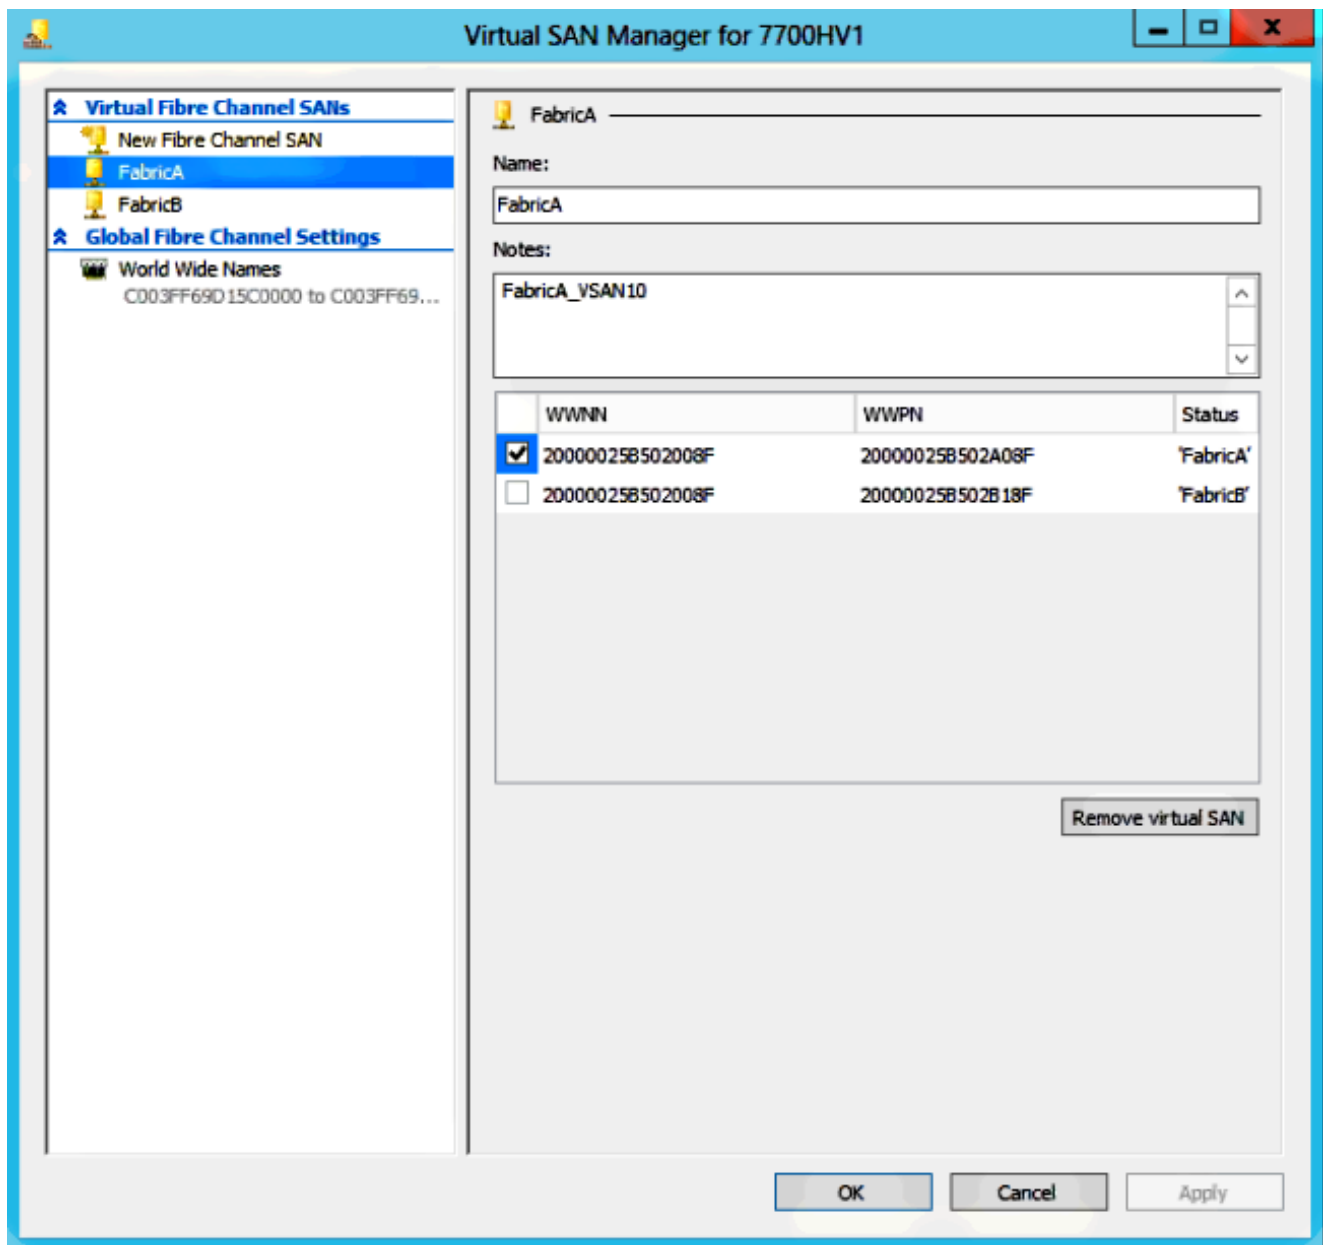 Virtual SAN Manager for 7700HV1
Virtual Fibre Channel SANs
New Fibre Channel SAN
FabricA
FabricB
Global Fibre Channel Settings
World Wide Names
C003FF69D15C0000 to C003FF69...
FabricA
Name:
FabricA
Notes:
FabricA_VSAN10
WWNN WWPN Status
20000025B502008F 20000025B502A08F 'FabricA'
20000025B502008F 20000025B502B18F 'FabricB'
Remove virtual SAN
OK Cancel Apply